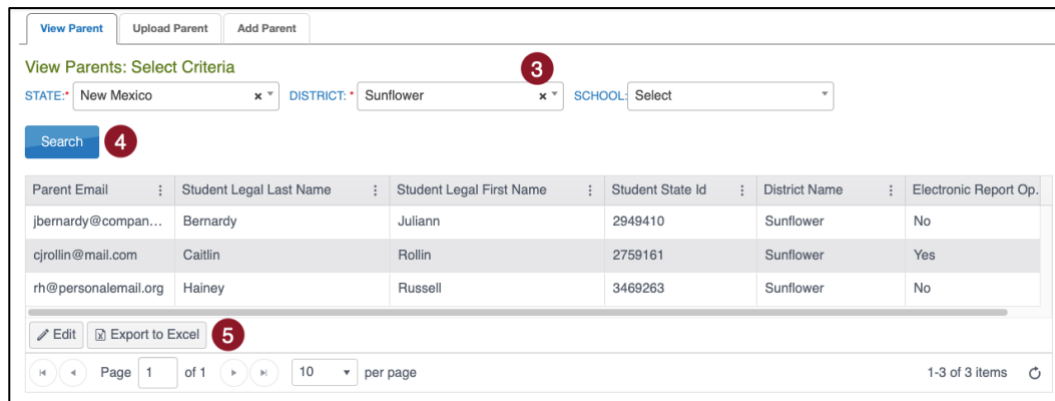 View Parent Upload Parent Add Parent
View Parents: Select Criteria 3
STATE:* New Mexico × DISTRICT: * Sunflower × SCHOOL: Select
Search 4
Parent Email Student Legal Last Name Student Legal First Name Student State Id District Name Electronic Report Op.
jbernardy@compan... Bernardy Juliann 2949410 Sunflower No
cjrollin@mail.com Caitlin Rollin 2759161 Sunflower Yes
rh@personalemail.org Hainey Russell 3469263 Sunflower No
Edit Export to Excel 5
Page 1 of 1 10 per page 1-3 of 3 items